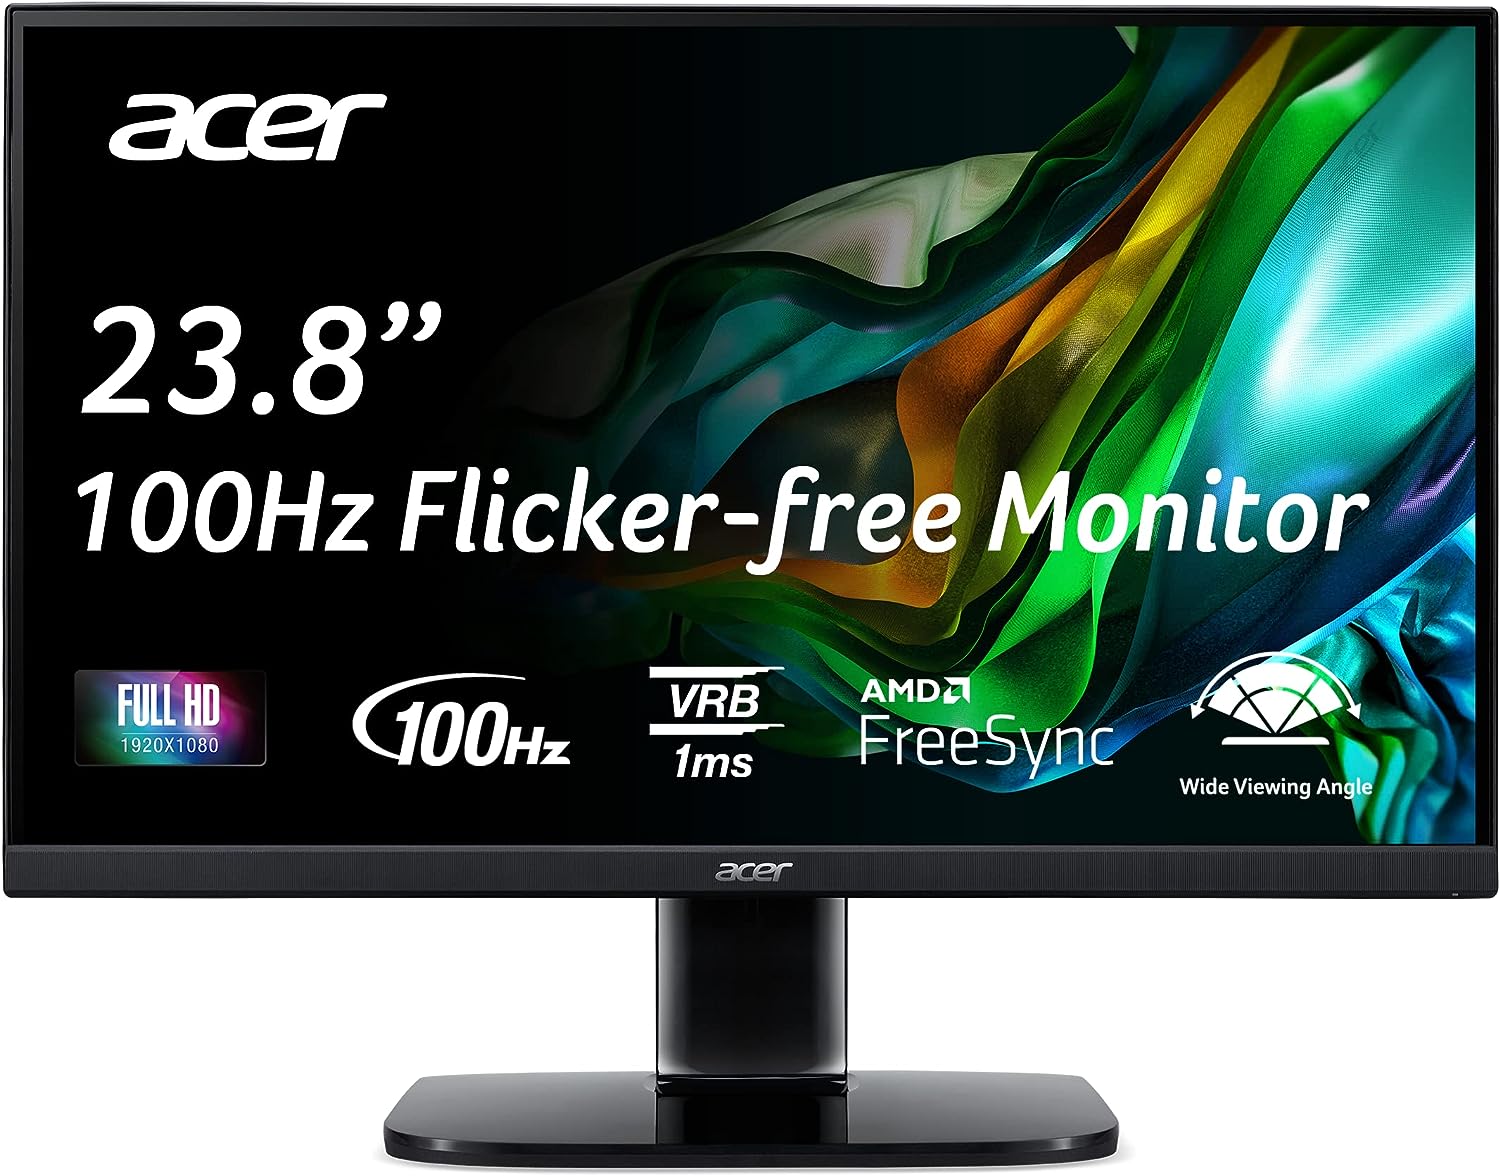 acer
23.8”
100Hz Flicker-free Monitor
FULL HD
1920X1080
100Hz
VRB
1ms
AMD
FreeSync
Wide Viewing Angle
acer